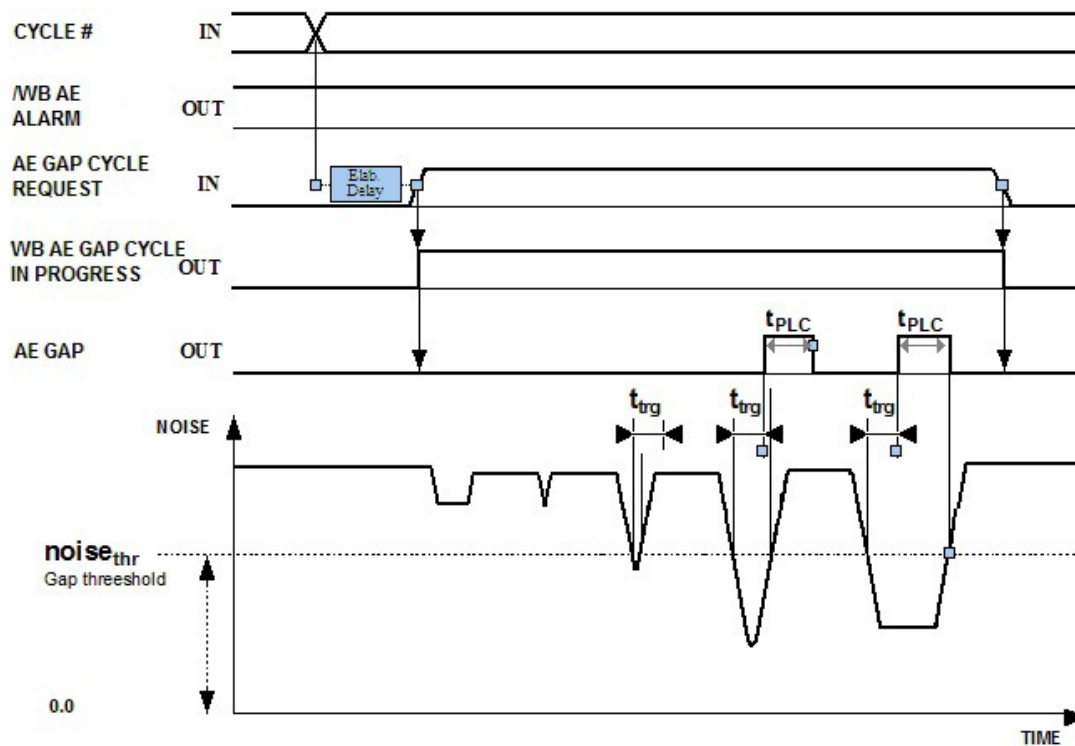 CYCLE # IN
/WB AE
ALARM OUT
AE GAP CYCLE
REQUEST IN
Elab.
Delay
WB AE GAP CYCLE
IN PROGRESS OUT
tPLC tPLC
AE GAP OUT
ttrg ttrg ttrg
NOISE
noisethr
Gap threeshold
0.0
TIME